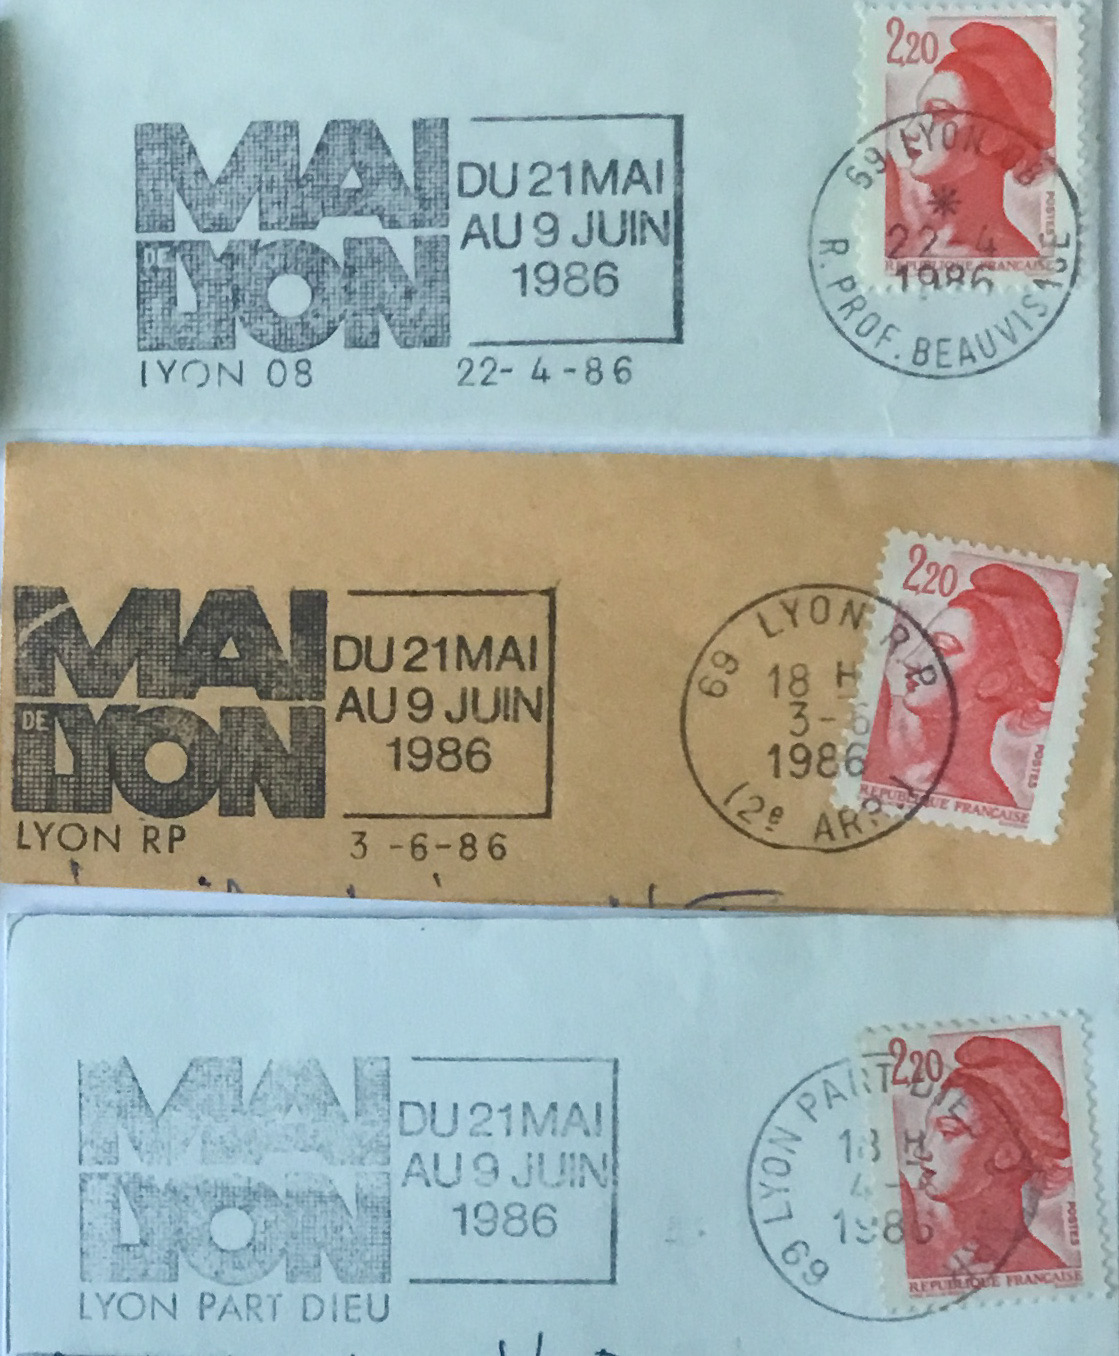 MAI
DE LYON
DU 21 MAI
AU 9 JUIN
1986
LYON 08
22-4-86
2,20
POSTES
REPUBLIQUE FRANCAISE
69 LYON 08
*
22-4
1986
R. PROF. BEAUVISAGE
MAI
DE LYON
DU 21 MAI
AU 9 JUIN
1986
LYON RP
3-6-86
69 LYON R.P.
18 H
3-6
1986
(2e ARR.)
2,20
POSTES
REPUBLIQUE FRANCAISE
MAI
LYON
DU 21 MAI
AU 9 JUIN
1986
LYON PART DIEU
69 LYON PART DIEU
18 H
4-
1986
2,20
POSTES
REPUBLIQUE FRANCAISE